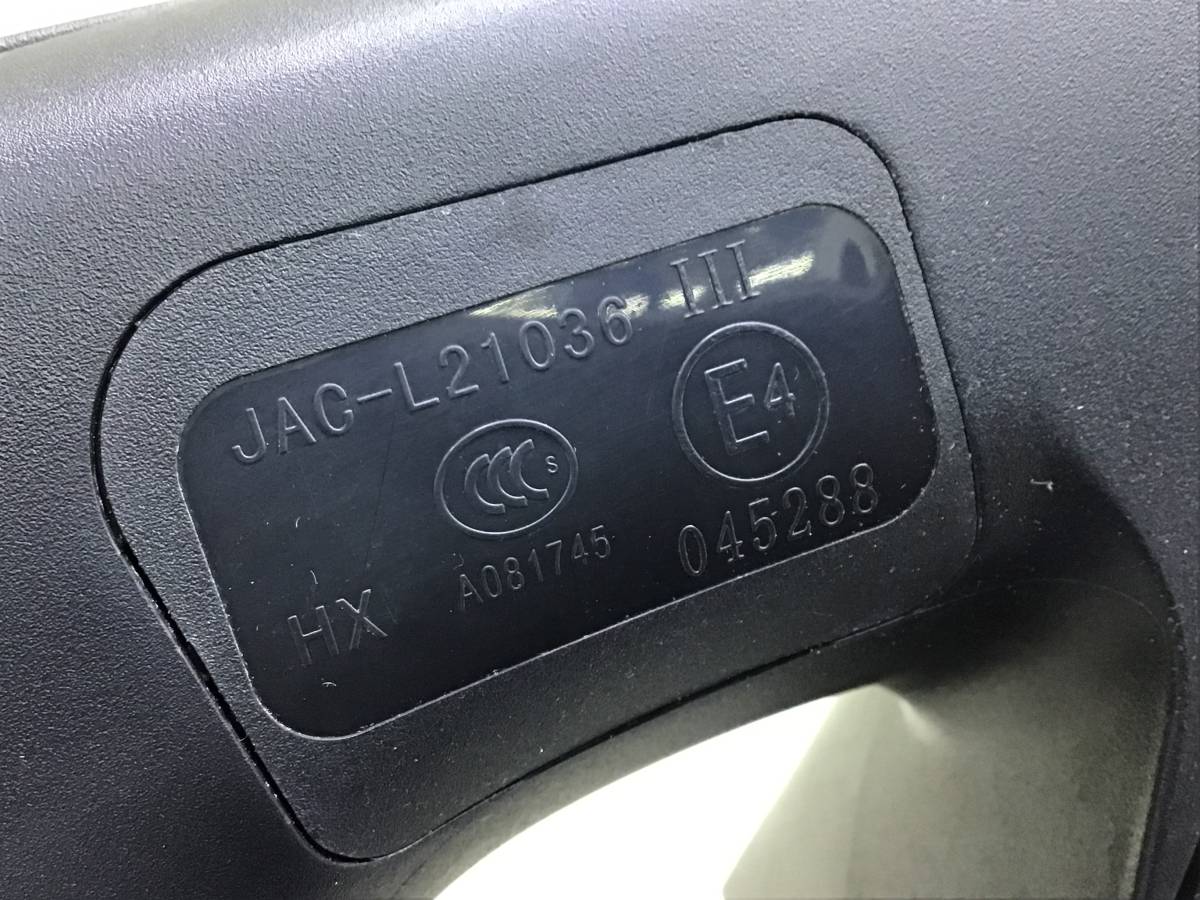 JAC-L21036 III
CCC S
E4
HX A081745 045288